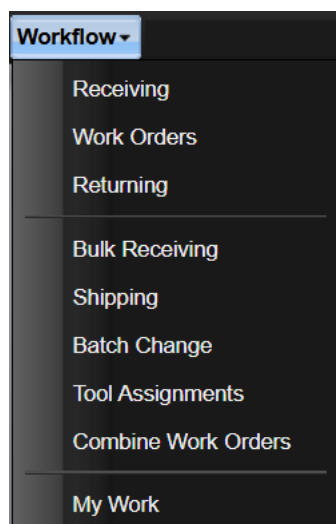 Workflow
Receiving
Work Orders
Returning
Bulk Receiving
Shipping
Batch Change
Tool Assignments
Combine Work Orders
My Work